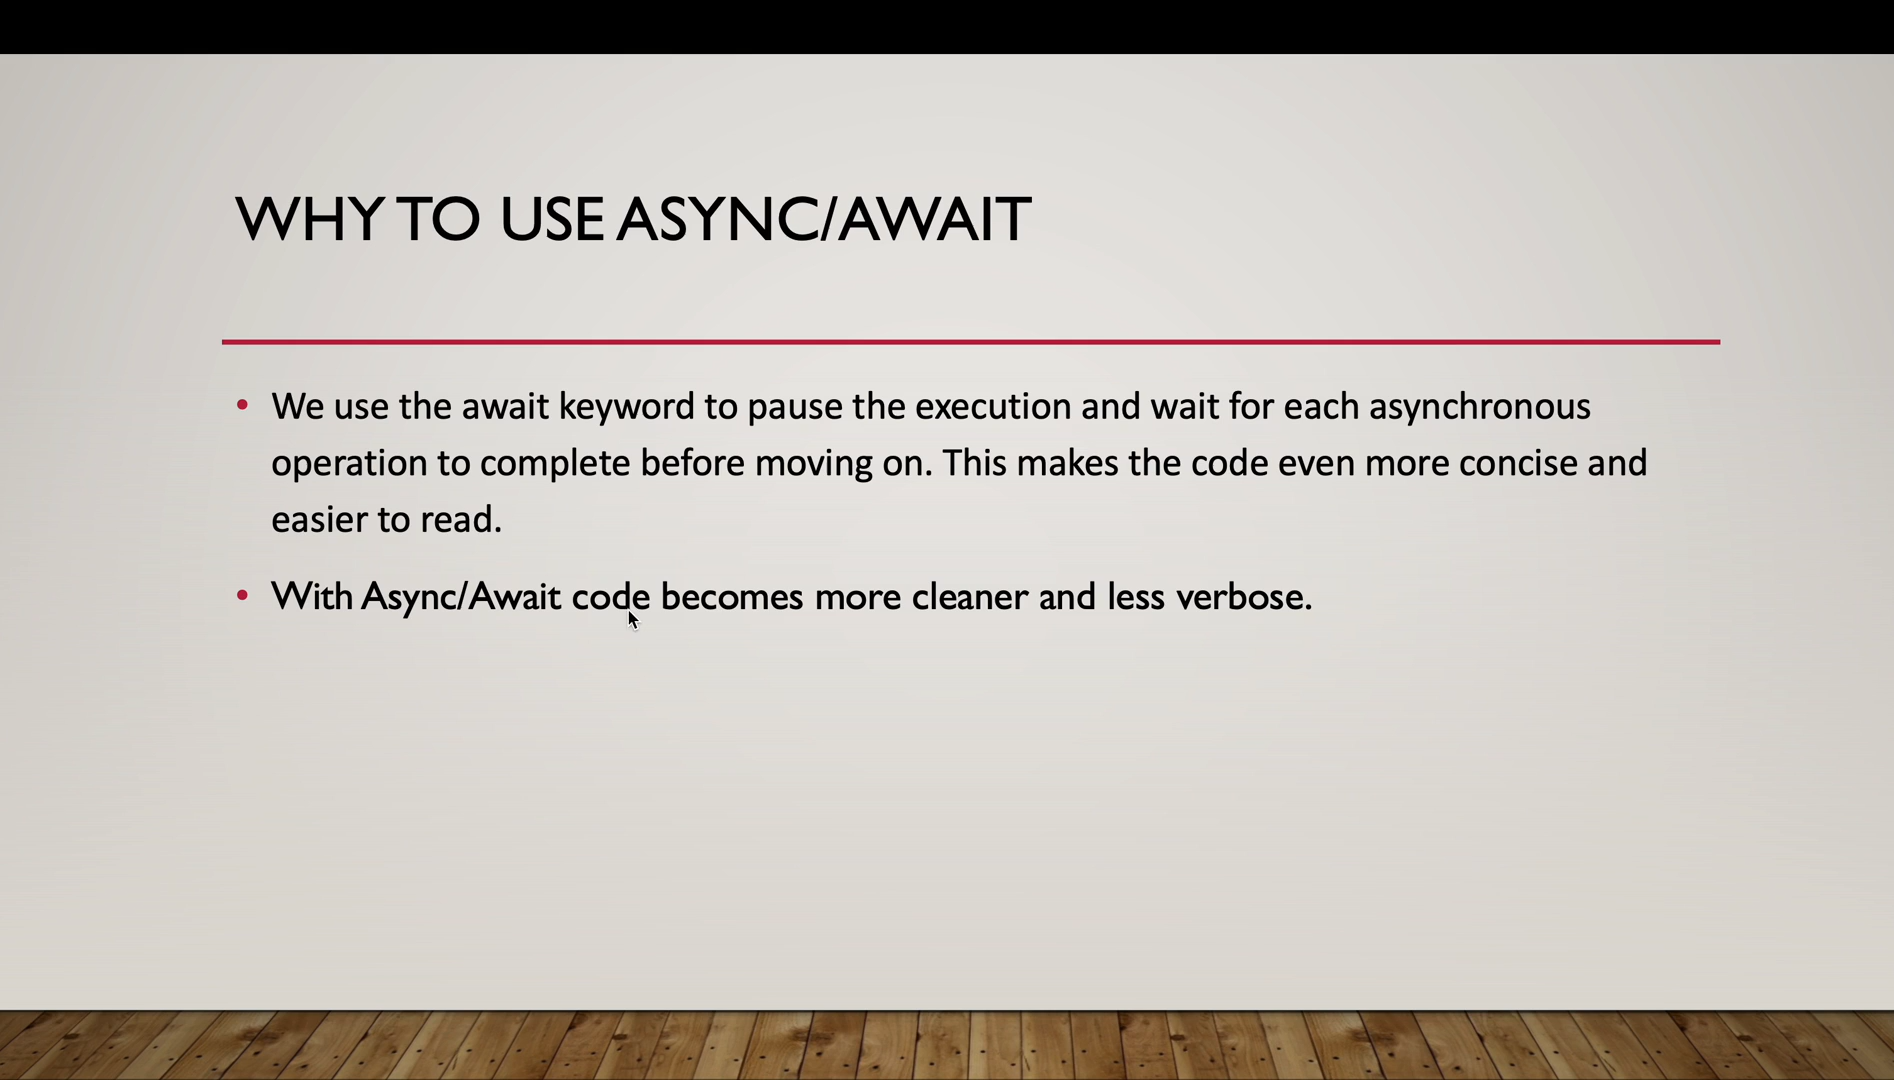 WHY TO USE ASYNC/AWAIT
• We use the await keyword to pause the execution and wait for each asynchronous
operation to complete before moving on. This makes the code even more concise and
easier to read.
• With Async/Await code becomes more cleaner and less verbose.